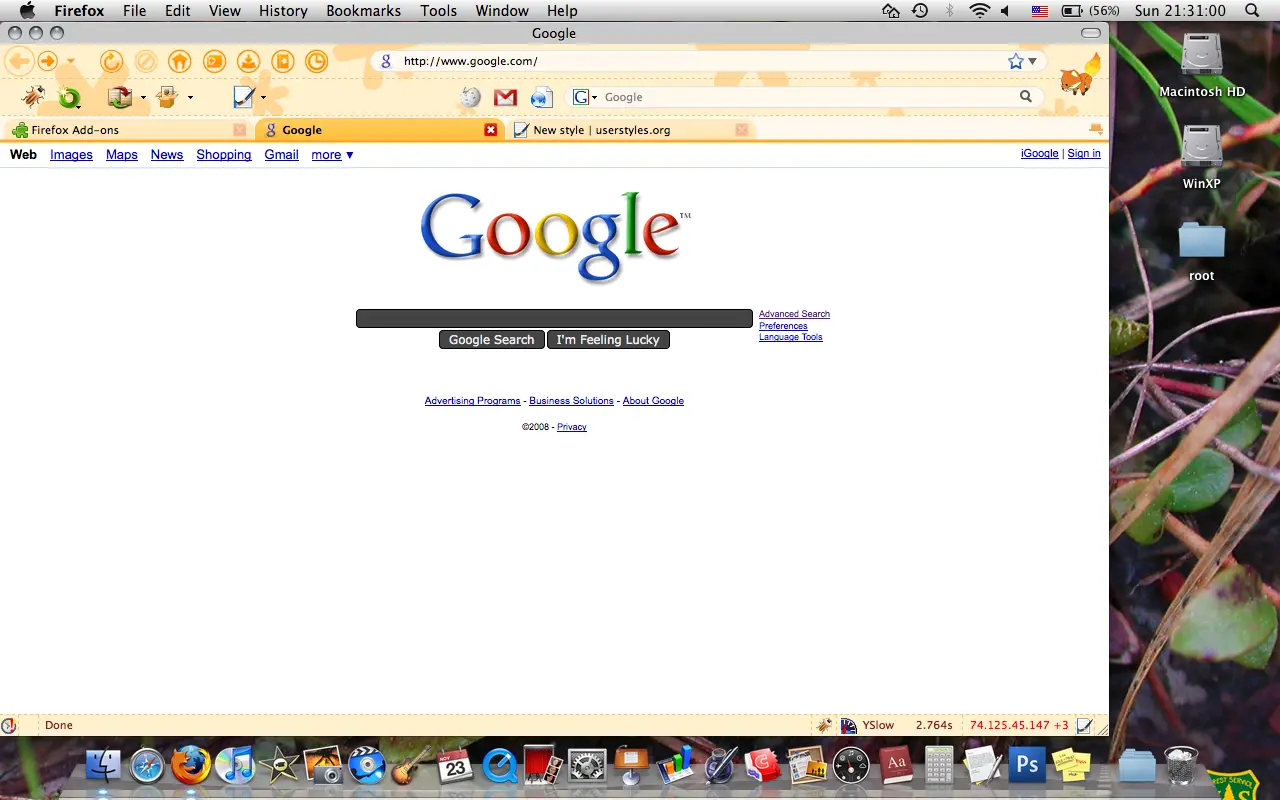 Firefox File Edit View History Bookmarks Tools Window Help (56%) Sun 21:31:00
Google
http://www.google.com/
Google
Firefox Add-ons Google New style | userstyles.org
Web Images Maps News Shopping Gmail more ▼ iGoogle | Sign in
Google™
Advanced Search
Preferences
Language Tools
Google Search I'm Feeling Lucky
Advertising Programs - Business Solutions - About Google
©2008 - Privacy
Macintosh HD
WinXP
root
Done YSlow 2.764s 74.125.45.147 +3
NOV
23
Aa
Ps